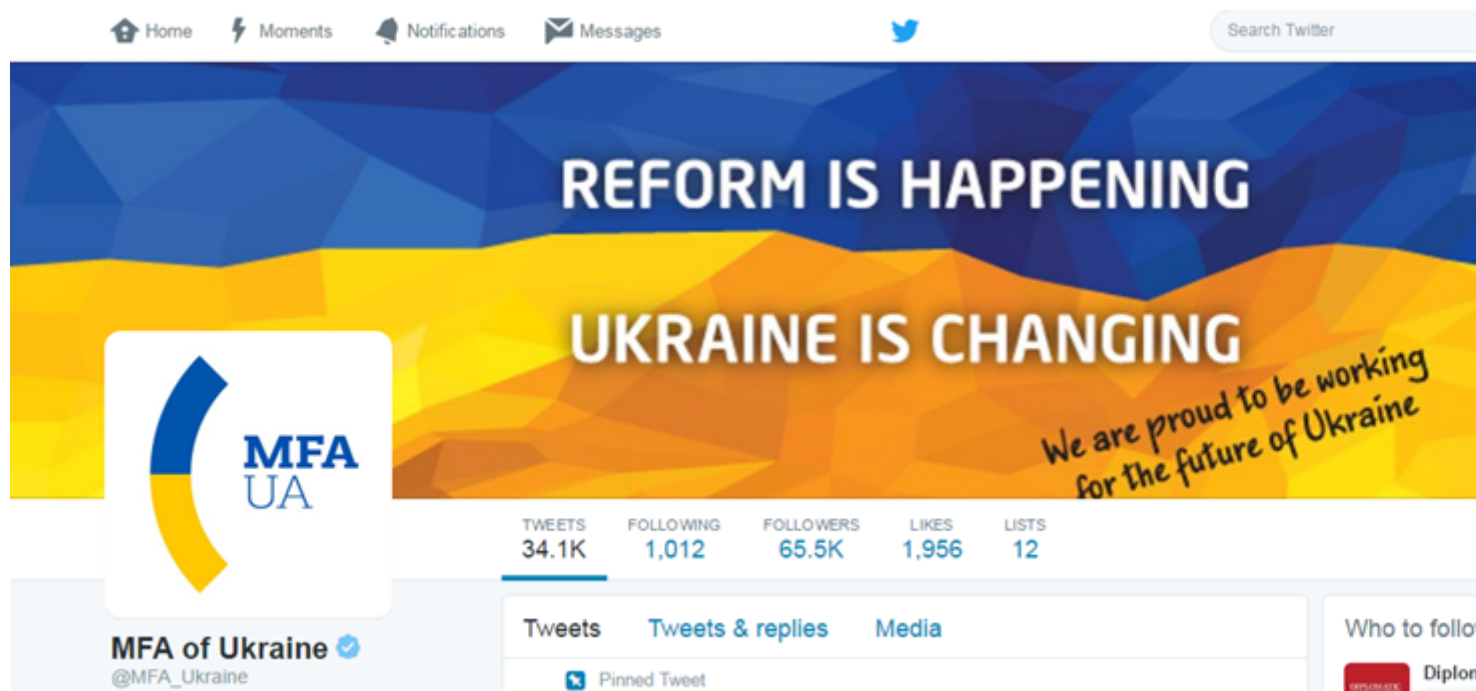 Home Moments Notifications Messages Search Twitter
REFORM IS HAPPENING
UKRAINE IS CHANGING
We are proud to be working
for the future of Ukraine
MFA
UA
TWEETS FOLLOWING FOLLOWERS LIKES LISTS
34.1K 1,012 65.5K 1,956 12
MFA of Ukraine
@MFA_Ukraine
Tweets Tweets & replies Media
Pinned Tweet
Who to follo
Diplon
DIPLOMATIC